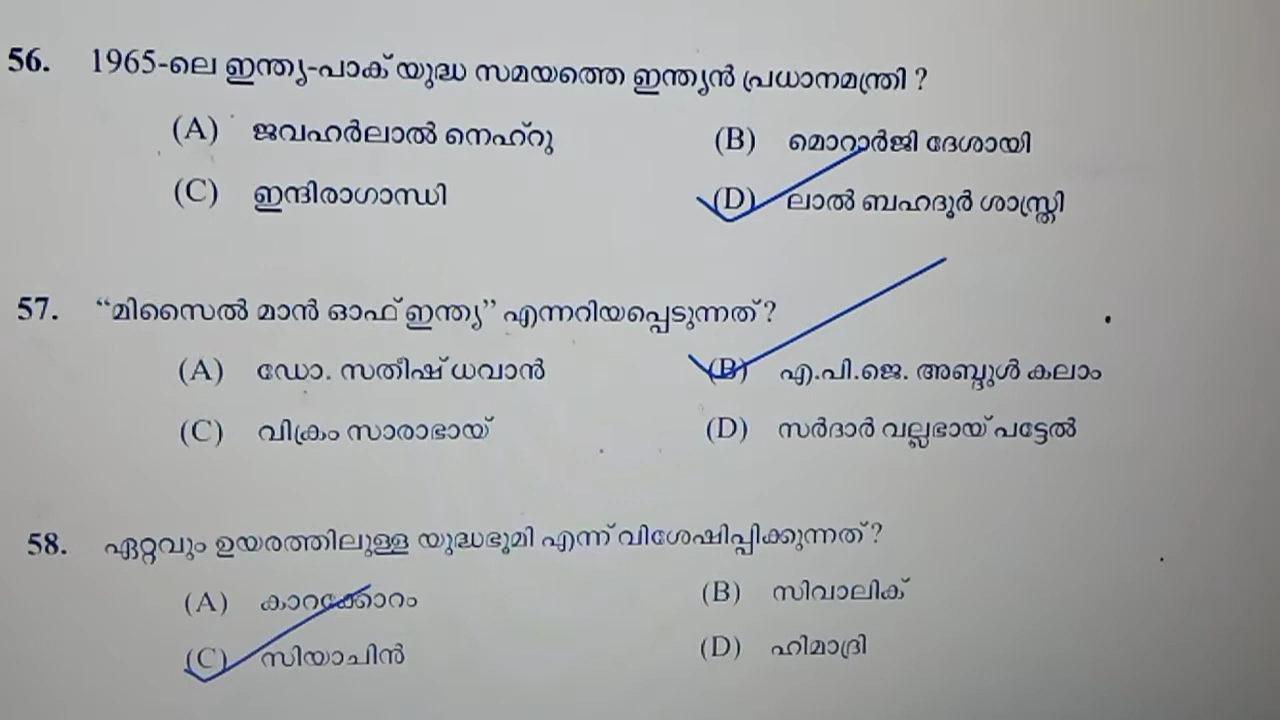 56. 1965-ലെ ഇന്ത്യ-പാക് യുദ്ധ സമയത്തെ ഇന്ത്യൻ പ്രധാനമന്ത്രി ?
(A) ജവഹർലാൽ നെഹ്റു (B) മൊറാർജി ദേശായി
(C) ഇന്ദിരാഗാന്ധി (D) ലാൽ ബഹദൂർ ശാസ്ത്രി
57. “മിസൈൽ മാൻ ഓഫ് ഇന്ത്യ” എന്നറിയപ്പെടുന്നത് ?
(A) ഡോ. സതീഷ് ധവാൻ (B) എ.പി.ജെ. അബ്ദുൾ കലാം
(C) വിക്രം സാരാഭായ് (D) സർദാർ വല്ലഭായ് പട്ടേൽ
58. ഏറ്റവും ഉയരത്തിലുള്ള യുദ്ധഭൂമി എന്ന് വിശേഷിപ്പിക്കുന്നത് ?
(A) കാറക്കോറം (B) സിവാലിക്
(C) സിയാചിൻ (D) ഹിമാദ്രി